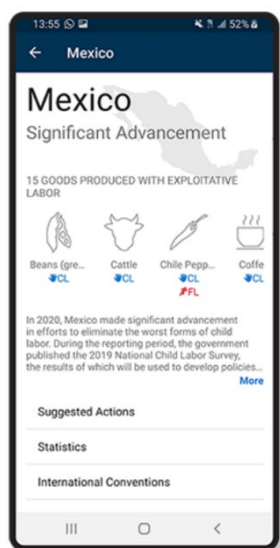 13:55 52%
Mexico
Mexico
Significant Advancement
15 GOODS PRODUCED WITH EXPLOITATIVE
LABOR
Beans (gre... Cattle Chile Pepp... Coffe
CL CL CL CL
FL
In 2020, Mexico made significant advancement
in efforts to eliminate the worst forms of child
labor. During the reporting period, the government
published the 2019 National Child Labor Survey,
the results of which will be used to develop policies...
More
Suggested Actions
Statistics
International Conventions